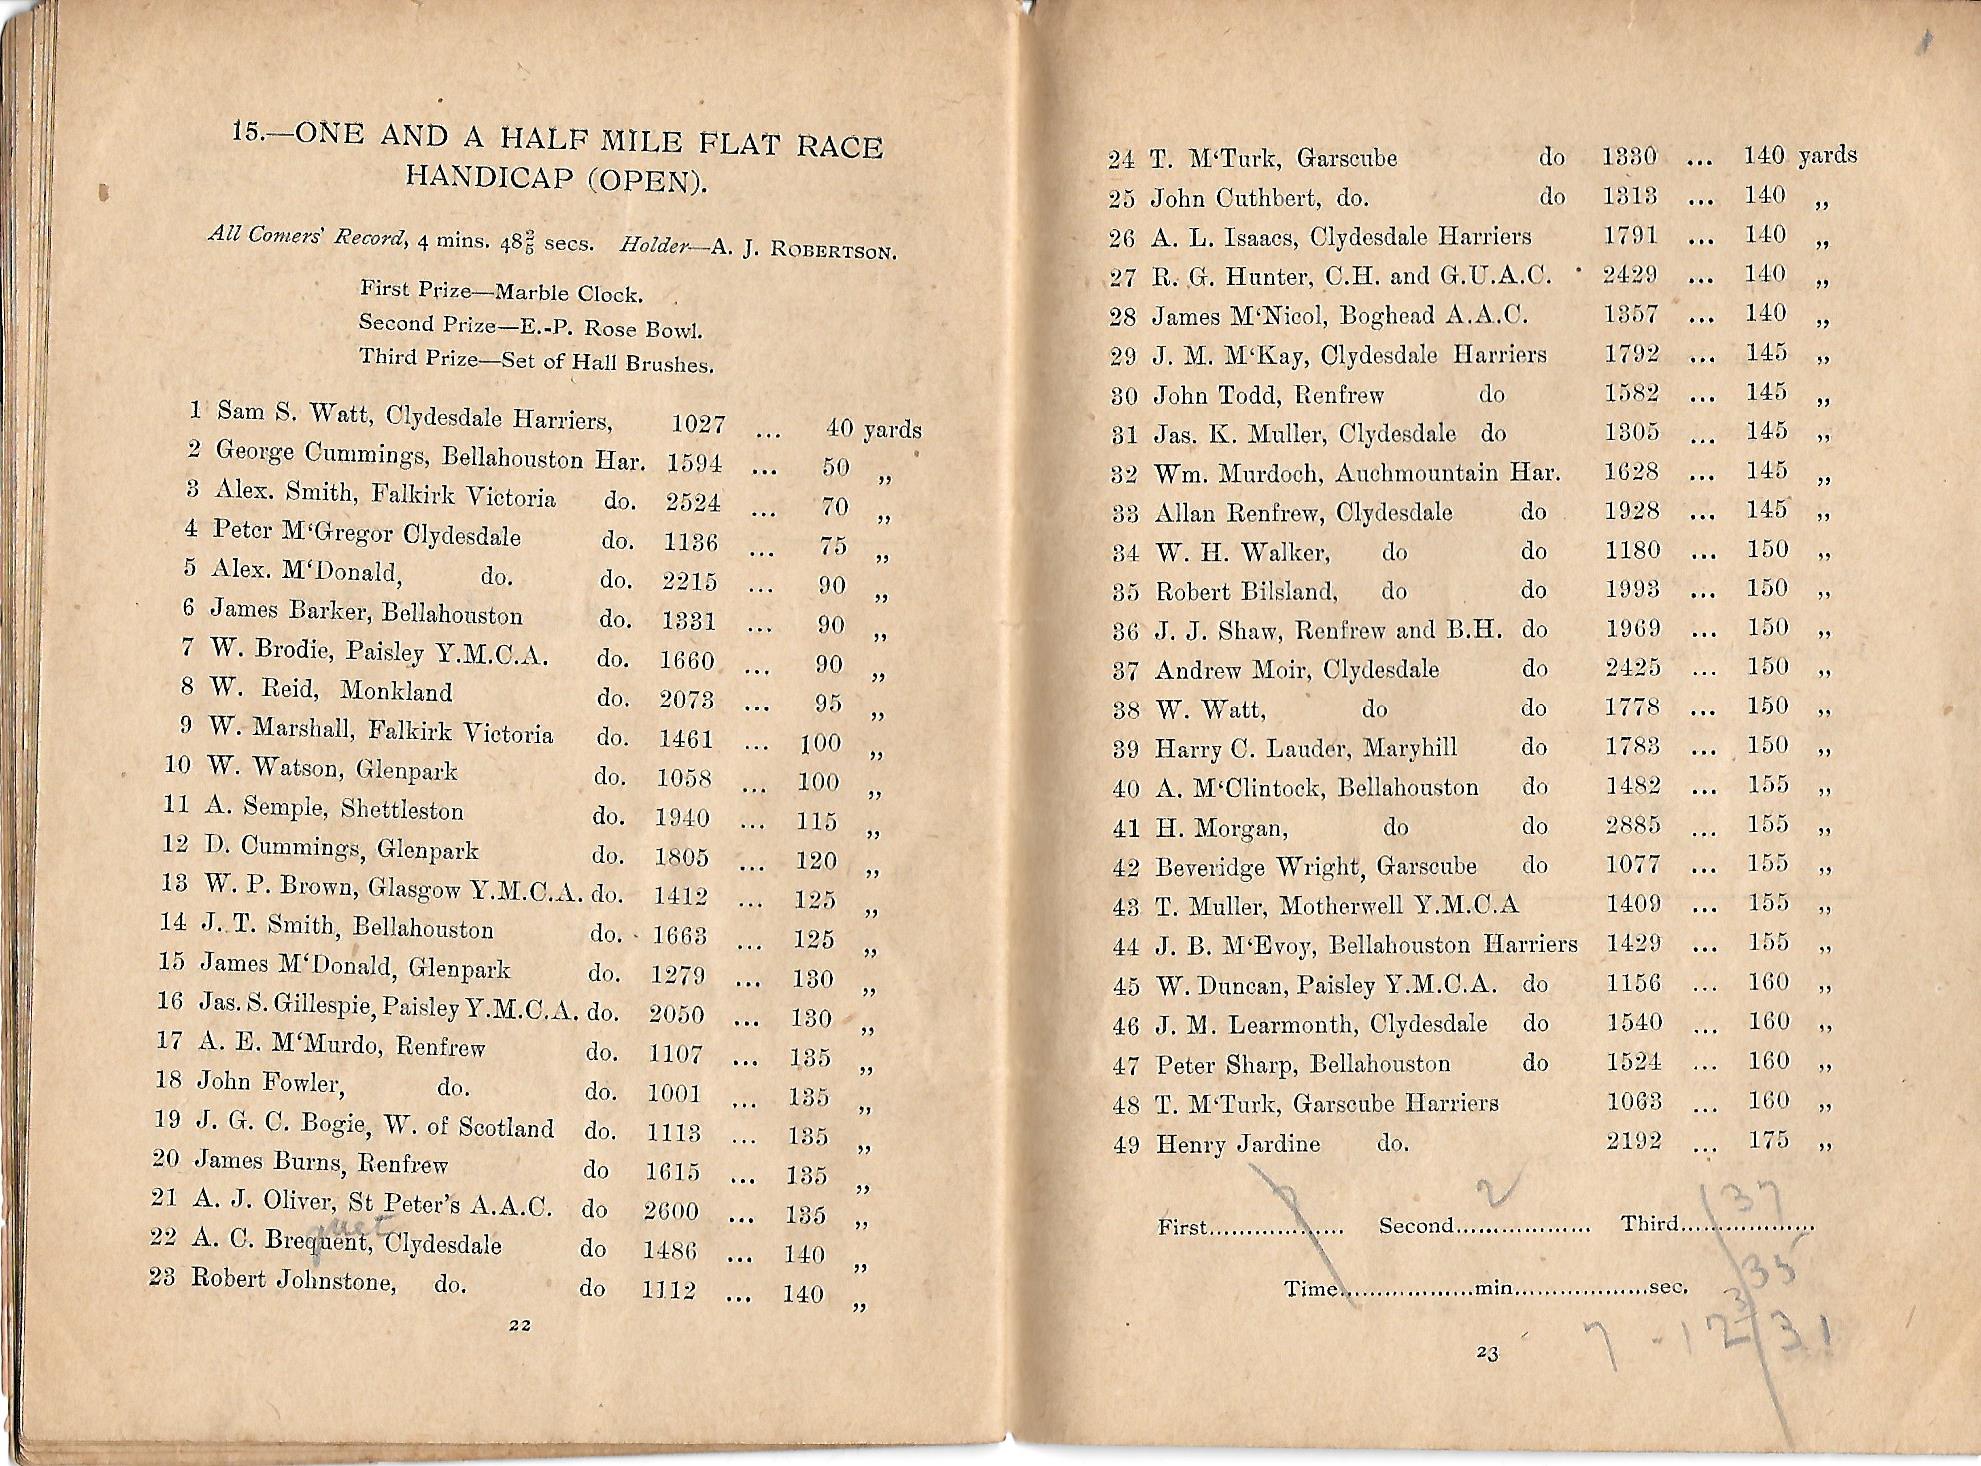 15.—ONE AND A HALF MILE FLAT RACE
HANDICAP (OPEN).
All Comers' Record, 4 mins. 48⅖ secs. Holder—A. J. ROBERTSON.
First Prize—Marble Clock.
Second Prize—E.-P. Rose Bowl.
Third Prize—Set of Hall Brushes.
1 Sam S. Watt, Clydesdale Harriers, 1027 ... 40 yards
2 George Cummings, Bellahouston Har. 1594 ... 50 „
3 Alex. Smith, Falkirk Victoria do. 2524 ... 70 „
4 Peter M‘Gregor Clydesdale do. 1136 ... 75 „
5 Alex. M‘Donald, do. do. 2215 ... 90 „
6 James Barker, Bellahouston do. 1331 ... 90 „
7 W. Brodie, Paisley Y.M.C.A. do. 1660 ... 90 „
8 W. Reid, Monkland do. 2073 ... 95 „
9 W. Marshall, Falkirk Victoria do. 1461 ... 100 „
10 W. Watson, Glenpark do. 1058 ... 100 „
11 A. Semple, Shettleston do. 1940 ... 115 „
12 D. Cummings, Glenpark do. 1805 ... 120 „
13 W. P. Brown, Glasgow Y.M.C.A. do. 1412 ... 125 „
14 J. T. Smith, Bellahouston do. 1663 ... 125 „
15 James M‘Donald, Glenpark do. 1279 ... 130 „
16 Jas. S. Gillespie, Paisley Y.M.C.A. do. 2050 ... 130 „
17 A. E. M‘Murdo, Renfrew do. 1107 ... 135 „
18 John Fowler, do. do. 1001 ... 135 „
19 J. G. C. Bogie, W. of Scotland do. 1113 ... 135 „
20 James Burns, Renfrew do 1615 ... 135 „
21 A. J. Oliver, St Peter's A.A.C. do 2600 ... 135 „
22 A. C. Brequent, Clydesdale do 1486 ... 140 „
23 Robert Johnstone, do. do 1112 ... 140 „
22
24 T. M‘Turk, Garscube do 1330 ... 140 yards
25 John Cuthbert, do. do 1313 ... 140 „
26 A. L. Isaacs, Clydesdale Harriers 1791 ... 140 „
27 R. G. Hunter, C.H. and G.U.A.C. 2429 ... 140 „
28 James M‘Nicol, Boghead A.A.C. 1357 ... 140 „
29 J. M. M‘Kay, Clydesdale Harriers 1792 ... 145 „
30 John Todd, Renfrew do 1582 ... 145 „
31 Jas. K. Muller, Clydesdale do 1305 ... 145 „
32 Wm. Murdoch, Auchmountain Har. 1628 ... 145 „
33 Allan Renfrew, Clydesdale do 1928 ... 145 „
34 W. H. Walker, do do 1180 ... 150 „
35 Robert Bilsland, do do 1993 ... 150 „
36 J. J. Shaw, Renfrew and B.H. do 1969 ... 150 „
37 Andrew Moir, Clydesdale do 2425 ... 150 „
38 W. Watt, do do 1778 ... 150 „
39 Harry C. Lauder, Maryhill do 1783 ... 150 „
40 A. M‘Clintock, Bellahouston do 1482 ... 155 „
41 H. Morgan, do do 2885 ... 155 „
42 Beveridge Wright, Garscube do 1077 ... 155 „
43 T. Muller, Motherwell Y.M.C.A 1409 ... 155 „
44 J. B. M‘Evoy, Bellahouston Harriers 1429 ... 155 „
45 W. Duncan, Paisley Y.M.C.A. do 1156 ... 160 „
46 J. M. Learmonth, Clydesdale do 1540 ... 160 „
47 Peter Sharp, Bellahouston do 1524 ... 160 „
48 T. M‘Turk, Garscube Harriers 1063 ... 160 „
49 Henry Jardine do. 2192 ... 175 „
2 37
First.................. Second.................. Third..................
35
Time..................min..................sec.
31
23